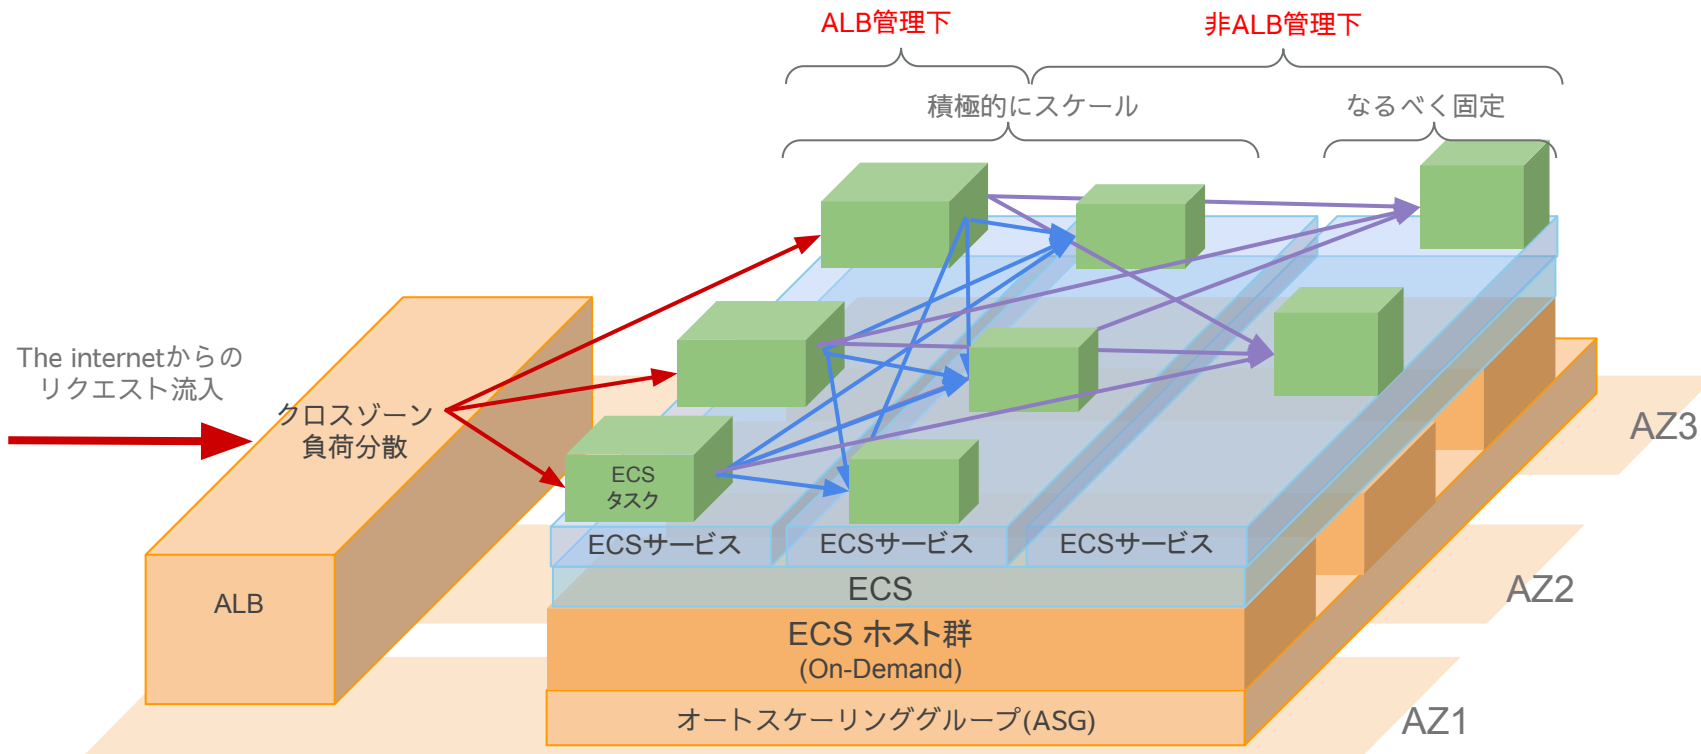 ALB管理下
非ALB管理下
積極的にスケール
なるべく固定
The internetからの
リクエスト流入
クロスゾーン
負荷分散
ECS
タスク
AZ3
ECSサービス
ECSサービス
ECSサービス
ECS
AZ2
ALB
ECS ホスト群
(On-Demand)
オートスケーリンググループ(ASG)
AZ1